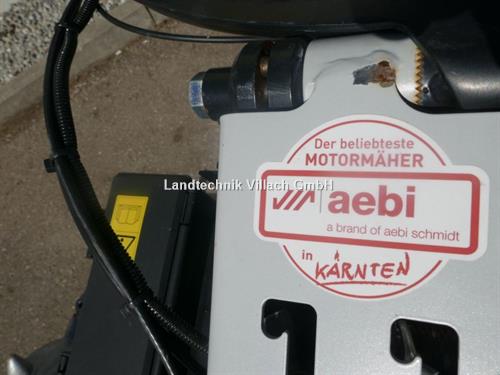 Der beliebteste
MOTORMÄHER
Landtechnik Villach GmbH
aebi
a brand of aebi schmidt
in
KÄRNTEN